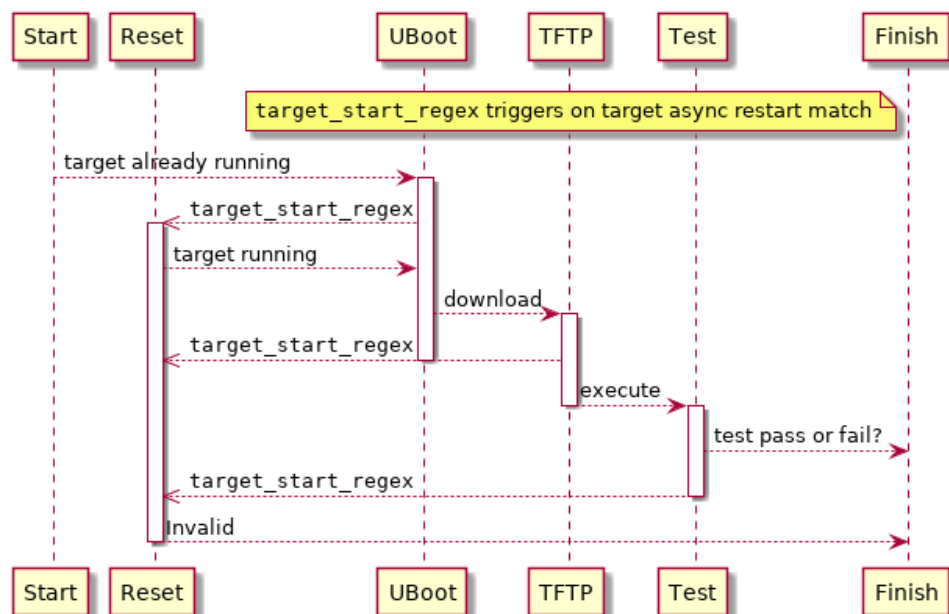 Start Reset UBoot TFTP Test Finish
target_start_regex triggers on target async restart match
target already running
target_start_regex
target running
download
target_start_regex
execute
test pass or fail?
target_start_regex
Invalid
Start Reset UBoot TFTP Test Finish